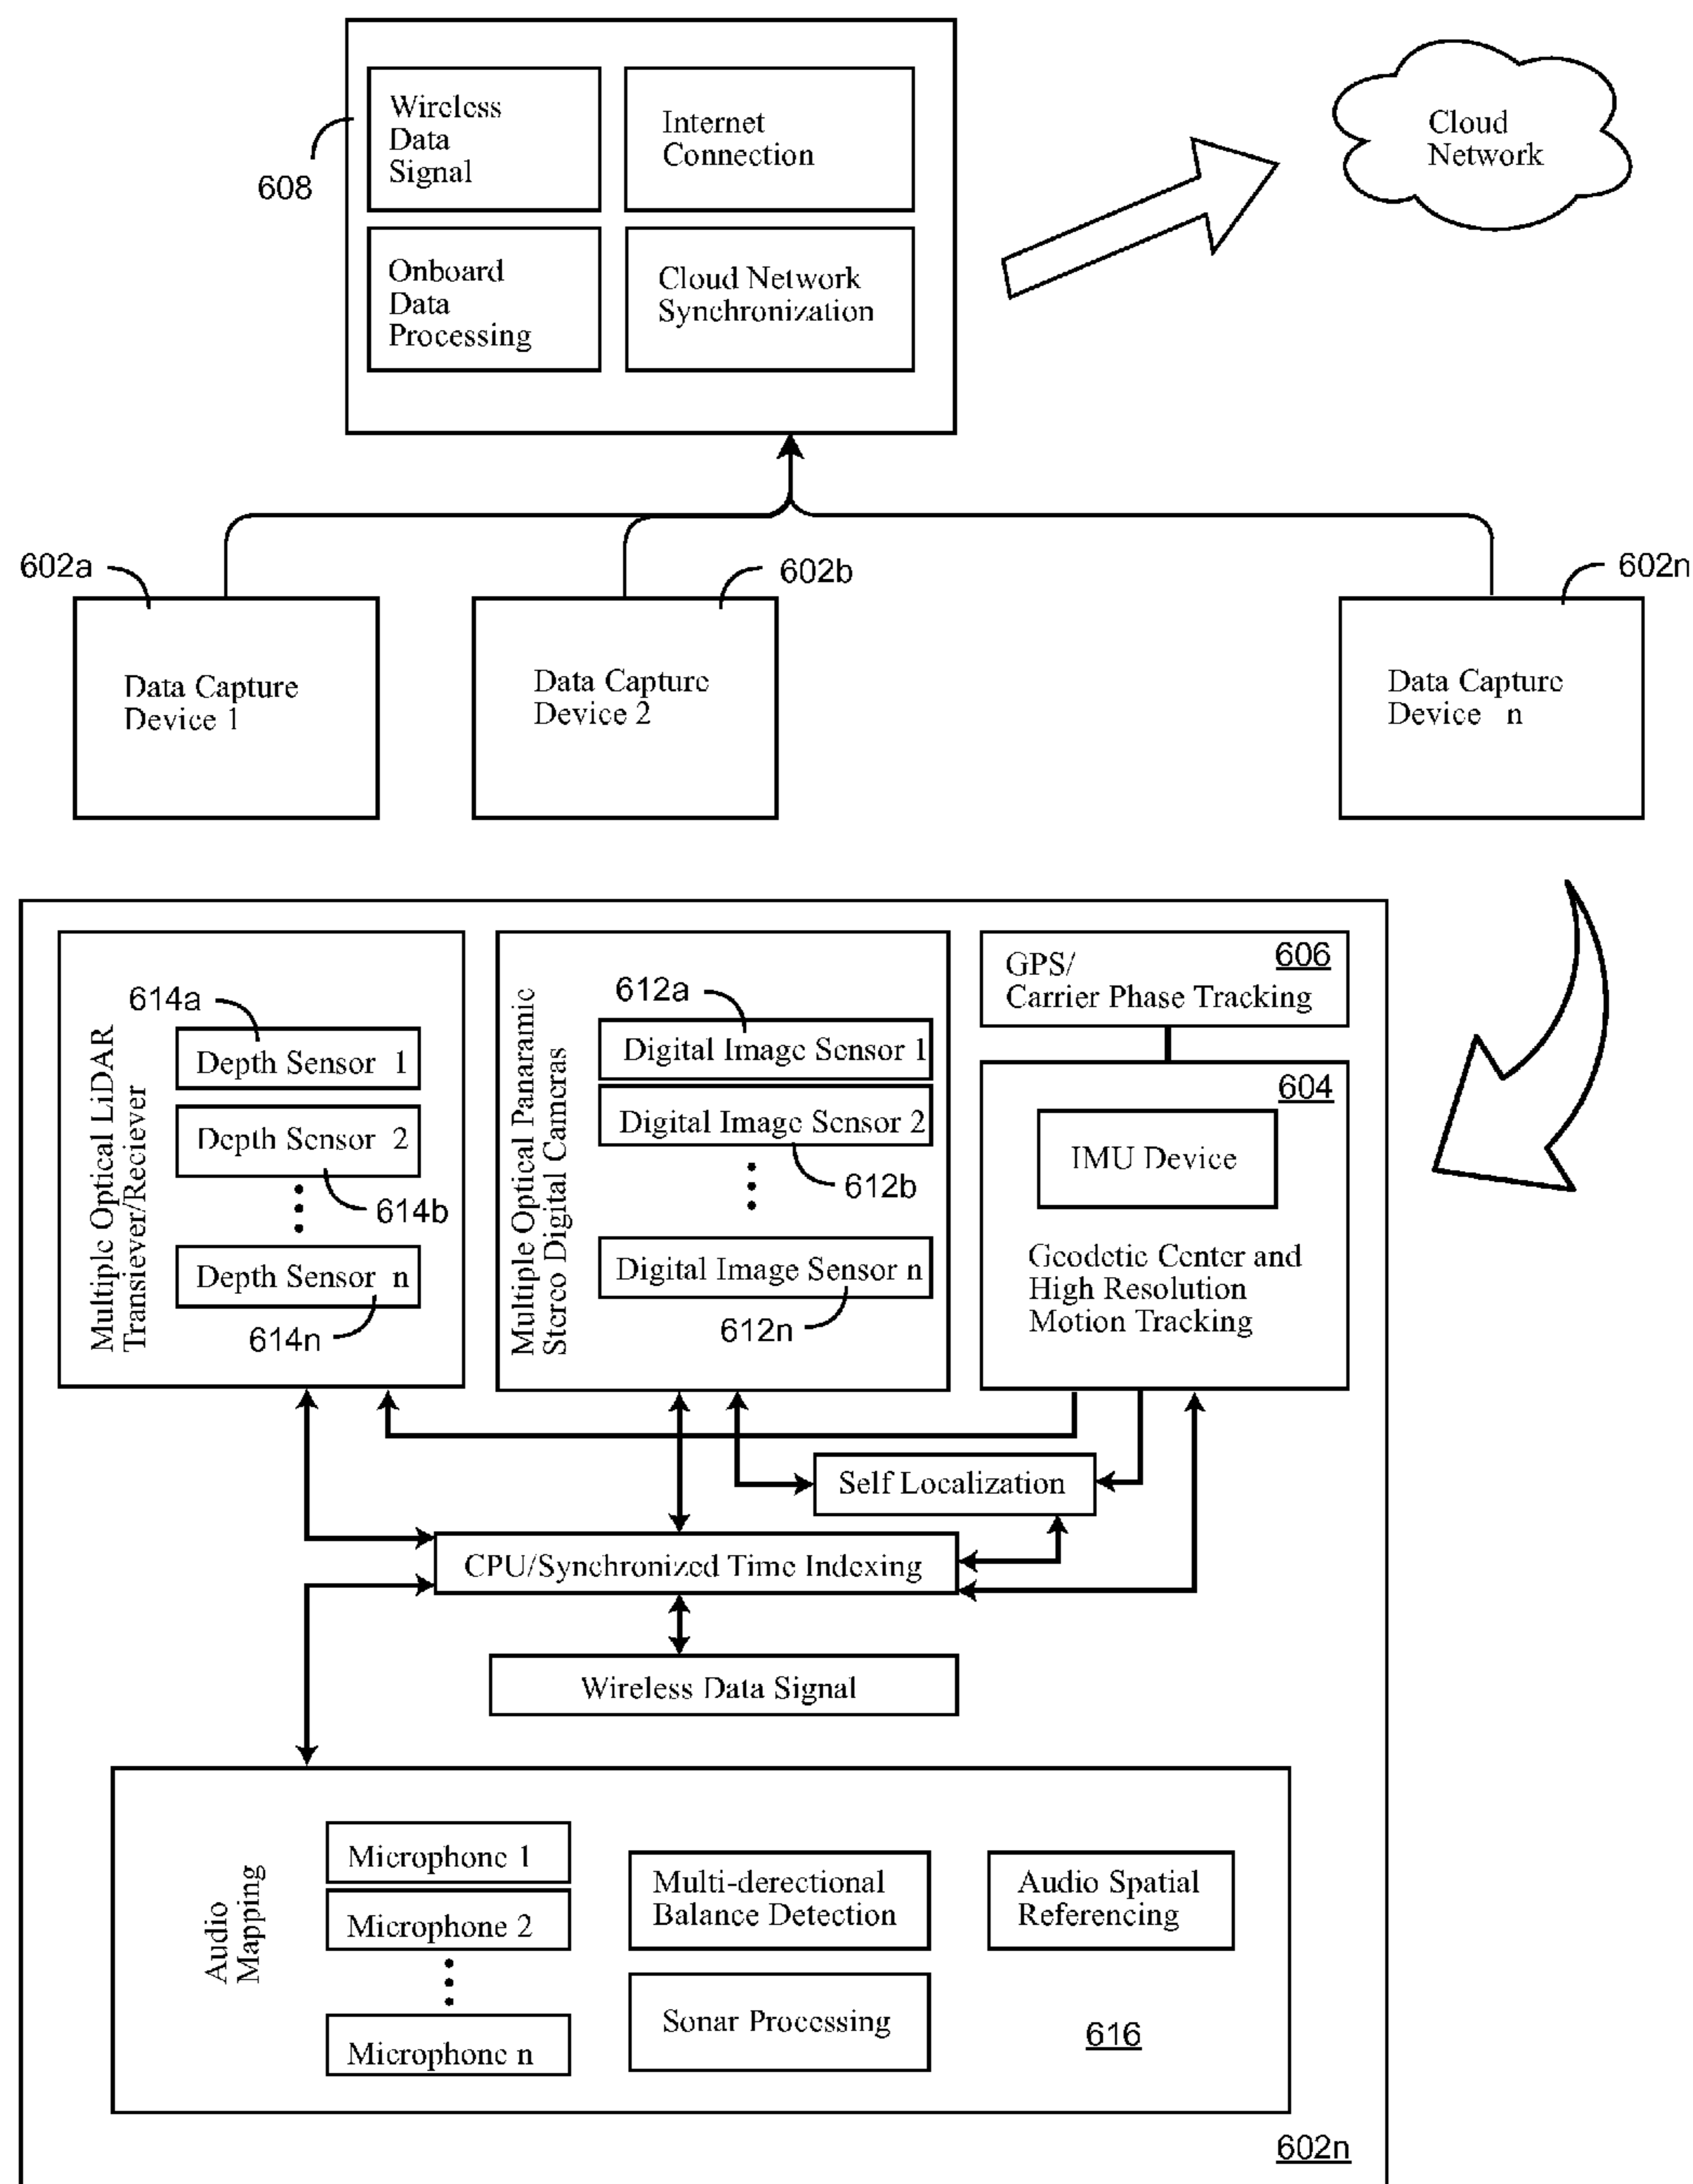 Wireless
Data
Signal
Internet
Connection
608
Onboard
Data
Processing
Cloud Network
Synchronization
Cloud
Network
602a
602b
602n
Data Capture
Device 1
Data Capture
Device 2
Data Capture
Device n
Multiple Optical LiDAR
Transiever/Reciever
614a
Depth Sensor 1
Depth Sensor 2
614b
Depth Sensor n
614n
Multiple Optical Panaramic
Stereo Digital Cameras
612a
Digital Image Sensor 1
Digital Image Sensor 2
612b
Digital Image Sensor n
612n
606
GPS/
Carrier Phase Tracking
604
IMU Device
Geodetic Center and
High Resolution
Motion Tracking
Self Localization
CPU/Synchronized Time Indexing
Wireless Data Signal
Audio
Mapping
Microphone 1
Microphone 2
Microphone n
Multi-derectional
Balance Detection
Sonar Processing
Audio Spatial
Referencing
616
602n